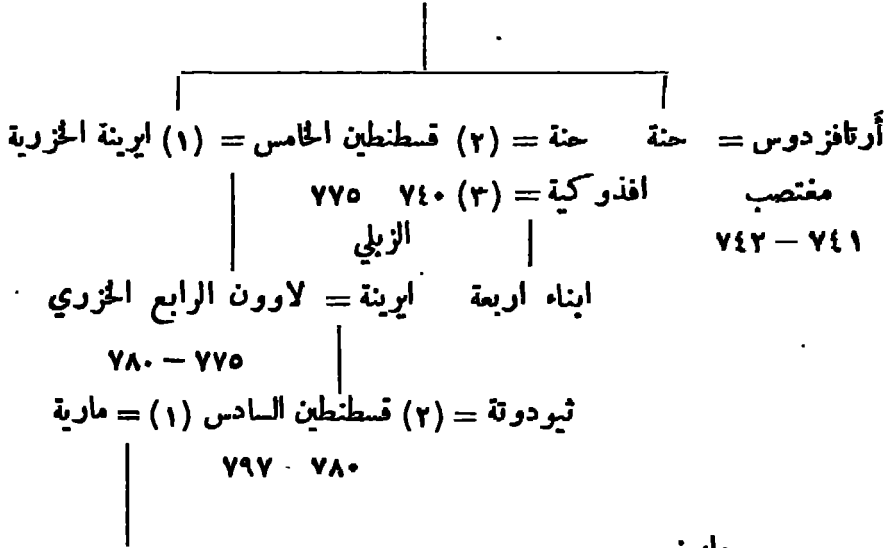 أرتافزدوس = حنة   حنة = (٢) قسطنطين الخامس = (١) ايرينة الخزرية
مغتصب   افذوكية = (٣) ٧٤٠   ٧٧٥
٧٤١ – ٧٤٢   الزبلي
ابناء اربعة   ايرينة = لاوون الرابع الخزري
٧٧٥ – ٧٨٠
ثيودوتة = (٢) قسطنطين السادس (١) = مارية
٧٨٠ - ٧٩٧